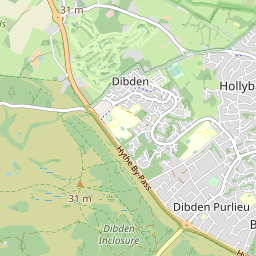 31 m
Dibden
Hollyb
Hythe By-Pass
31 m
Dibden Purlieu
Dibden
Inclosure
B
H